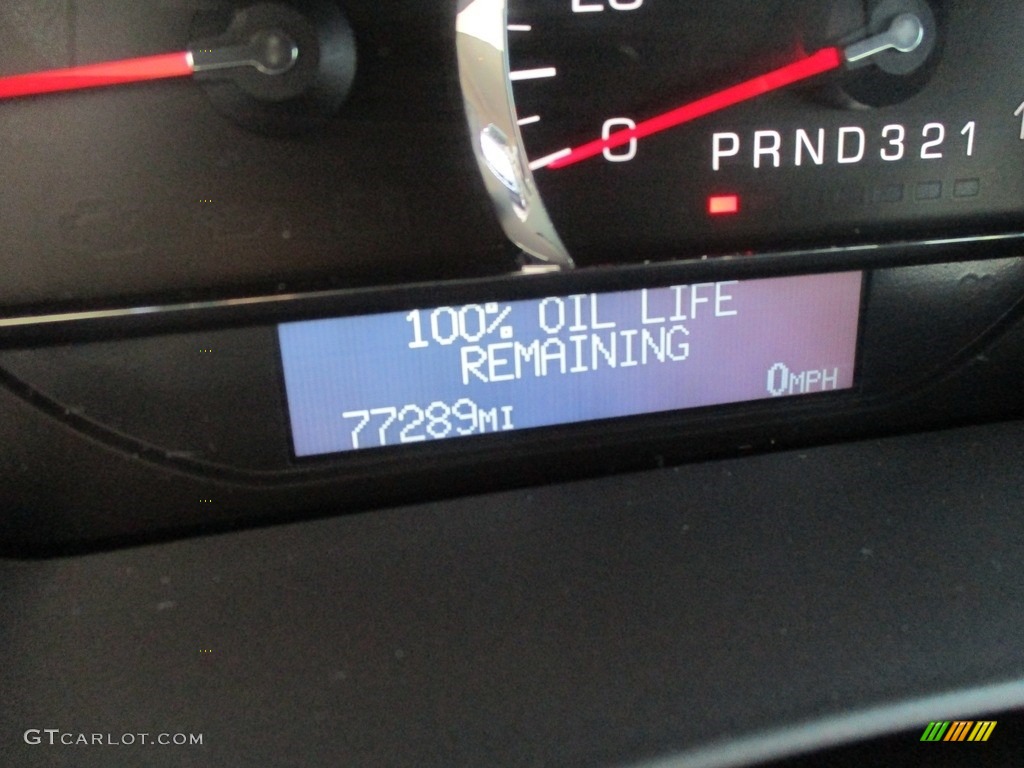 0
PRND321
100% OIL LIFE
REMAINING
0MPH
77289MI
GTCARLOT.COM